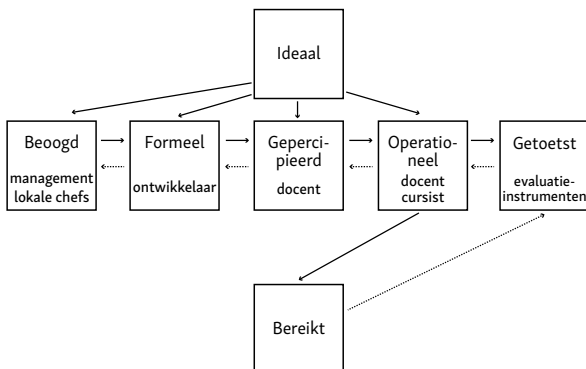 Ideaal
Beoogd
management
lokale chefs
Formeel
ontwikkelaar
Geperci-
pieerd
docent
Operatio-
neel
docent
cursist
Getoetst
evaluatie-
instrumenten
Bereikt